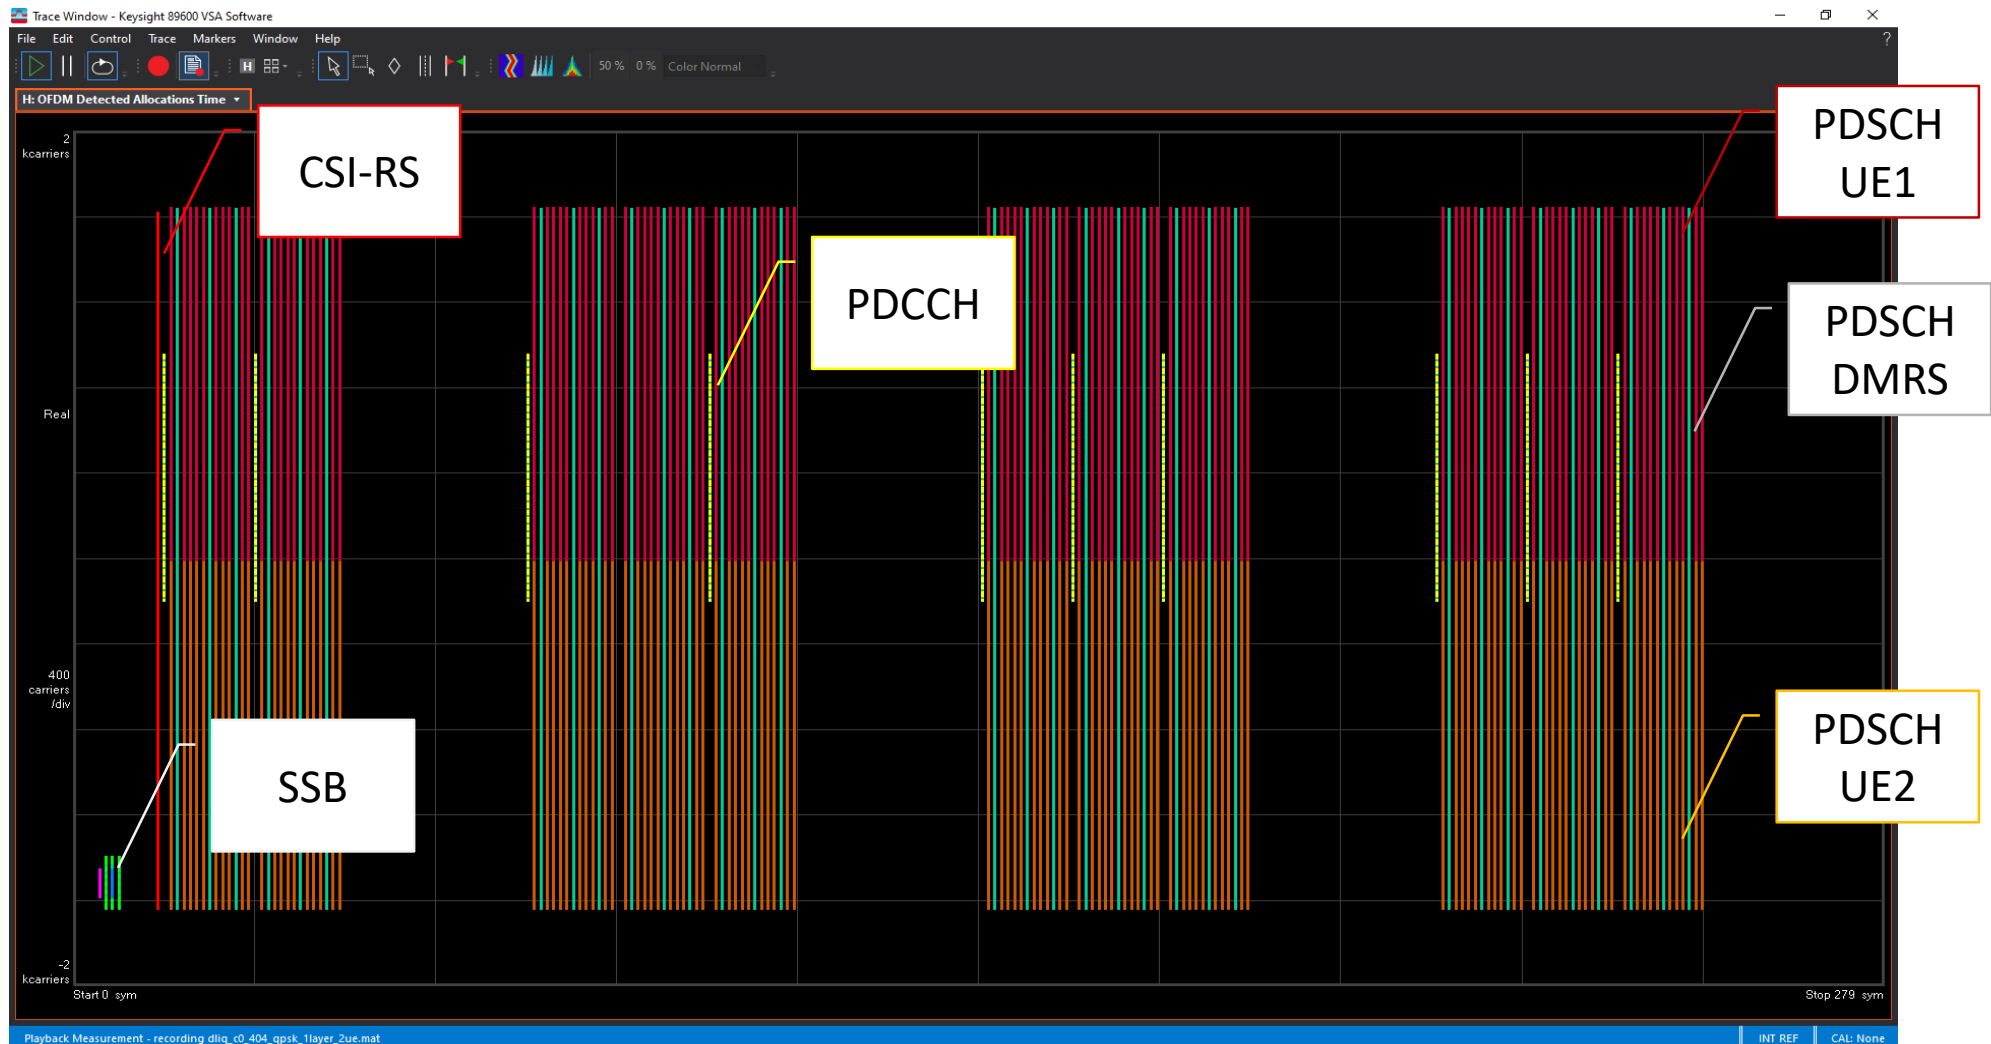 Trace Window - Keysight 89600 VSA Software
File Edit Control Trace Markers Window Help
?
H
50 % 0 % Color Normal
H: OFDM Detected Allocations Time
2
kcarriers
CSI-RS
PDSCH
UE1
PDCCH
PDSCH
DMRS
Real
400
carriers
/div
SSB
PDSCH
UE2
-2
kcarriers
Start 0 sym
Stop 279 sym
Playback Measurement - recording dliq_c0_404_qpsk_1layer_2ue.mat
INT REF
CAL: None